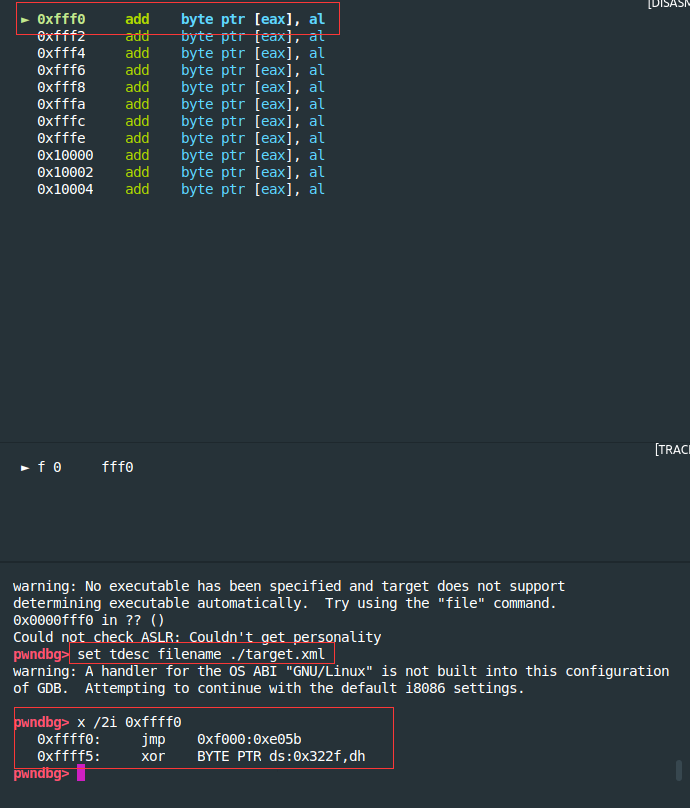 [DISASM
► 0xfff0 add byte ptr [eax], al
0xfff2 add byte ptr [eax], al
0xfff4 add byte ptr [eax], al
0xfff6 add byte ptr [eax], al
0xfff8 add byte ptr [eax], al
0xfffa add byte ptr [eax], al
0xfffc add byte ptr [eax], al
0xfffe add byte ptr [eax], al
0x10000 add byte ptr [eax], al
0x10002 add byte ptr [eax], al
0x10004 add byte ptr [eax], al
[TRAC
► f 0 fff0
warning: No executable has been specified and target does not support
determining executable automatically. Try using the "file" command.
0x0000fff0 in ?? ()
Could not check ASLR: Couldn't get personality
pwndbg> set tdesc filename ./target.xml
warning: A handler for the OS ABI "GNU/Linux" is not built into this configuration
of GDB. Attempting to continue with the default i8086 settings.
pwndbg> x /2i 0xffff0
0xffff0: jmp 0xf000:0xe05b
0xffff5: xor BYTE PTR ds:0x322f,dh
pwndbg>